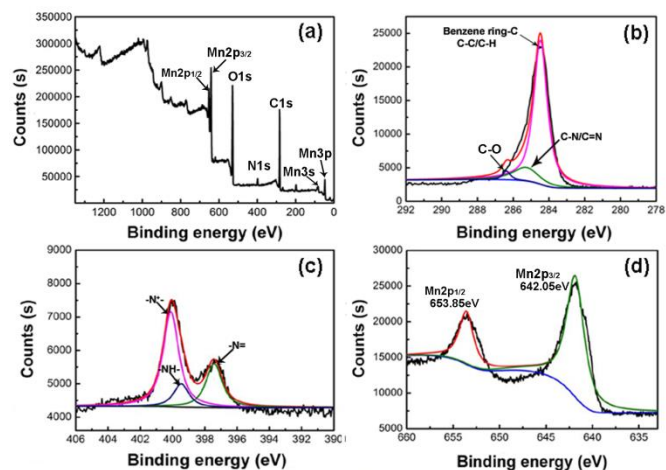 (a)
Mn2p3/2
Mn2p1/2
O1s
C1s
N1s
Mn3p
Mn3s
Counts (s)
350000
300000
250000
200000
150000
100000
50000
1200 1000 800 600 400 200 0
Binding energy (eV)
(b)
Benzene ring-C
C-C/C-H
C-O
C-N/C=N
Counts (s)
25000
20000
15000
10000
5000
0
292 290 288 286 284 282 280 278
Binding energy (eV)
(c)
-N+-
-NH-
-N=
Counts (s)
9000
8000
7000
6000
5000
4000
406 404 402 400 398 396 394 392 390
Binding energy (eV)
(d)
Mn2p1/2
653.85eV
Mn2p3/2
642.05eV
Counts (s)
35000
30000
25000
20000
15000
10000
5000
660 655 650 645 640 635
Binding energy (eV)